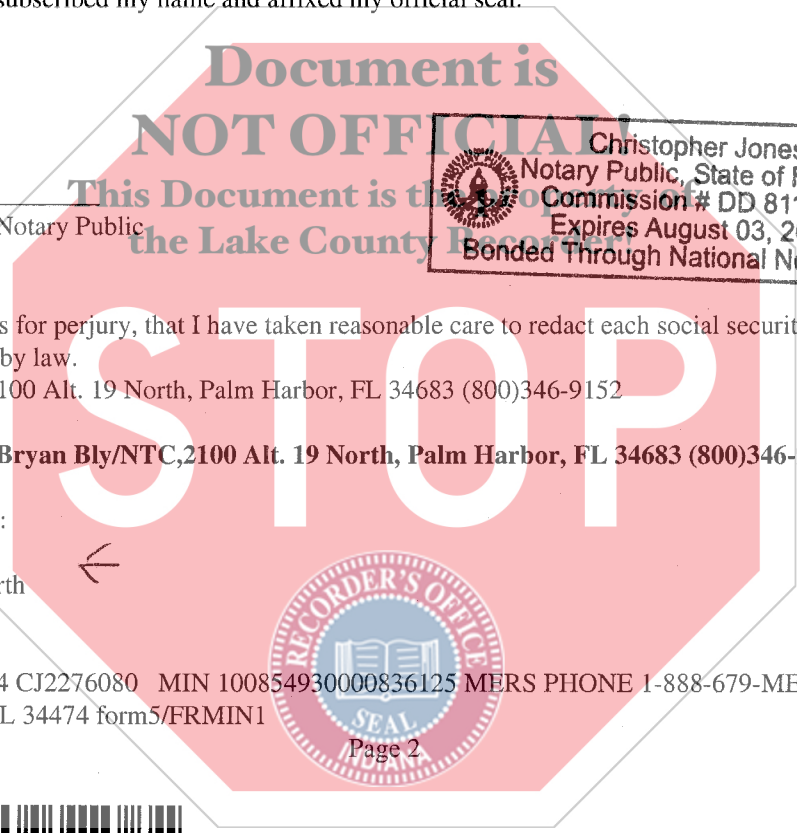 subscribed my name and affixed my official seal.
Document is
NOT OFFICIAL!
This Document is the property of
the Lake County Recorder!
Christopher Jones
Notary Public, State of
Commission # DD 811
Expires August 03, 2
Bonded Through National
Notary Public
s for perjury, that I have taken reasonable care to redact each social securit
by law.
100 Alt. 19 North, Palm Harbor, FL 34683 (800)346-9152
Bryan Bly/NTC,2100 Alt. 19 North, Palm Harbor, FL 34683 (800)346-
:
rth
STOP
RECORDER'S OFFICE
SEAL
INDIANA
4 CJ2276080 MIN 100854930000836125 MERS PHONE 1-888-679-ME
L 34474 form5/FRMIN1
Page 2